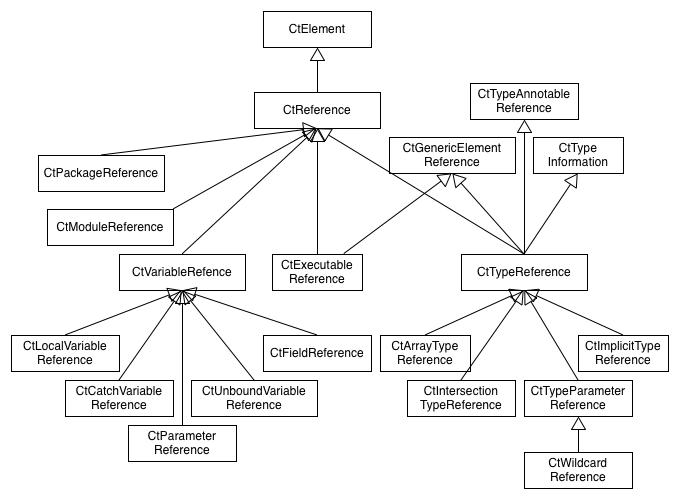 CtElement
CtReference
CtTypeAnnotable
Reference
CtGenericElement
Reference
CtType
Information
CtPackageReference
CtModuleReference
CtVariableRefence
CtExecutable
Reference
CtTypeReference
CtLocalVariable
Reference
CtFieldReference
CtArrayType
Reference
CtImplicitType
Reference
CtCatchVariable
Reference
CtUnboundVariable
Reference
CtIntersection
TypeReference
CtTypeParameter
Reference
CtParameter
Reference
CtWildcard
Reference